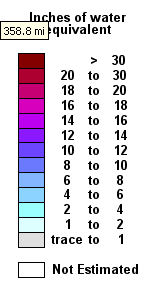 Inches of water
358.8 mi
equivalent
> 30
20 to 30
18 to 20
16 to 18
14 to 16
12 to 14
10 to 12
8 to 10
6 to 8
4 to 6
2 to 4
1 to 2
trace to 1
Not Estimated